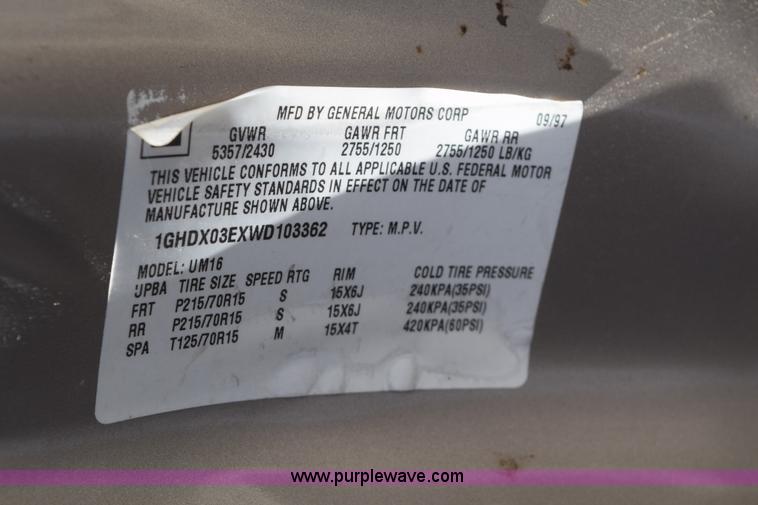 MFD BY GENERAL MOTORS CORP 09/97
GVWR GAWR FRT GAWR RR
5357/2430 2755/1250 2755/1250 LB/KG
THIS VEHICLE CONFORMS TO ALL APPLICABLE U.S. FEDERAL MOTOR
VEHICLE SAFETY STANDARDS IN EFFECT ON THE DATE OF
MANUFACTURE SHOWN ABOVE.
1GHDX03EXWD103362 TYPE: M.P.V.
MODEL: UM16
UPBA TIRE SIZE SPEED RTG RIM COLD TIRE PRESSURE
FRT P215/70R15 S 15X6J 240KPA(35PSI)
RR P215/70R15 S 15X6J 240KPA(35PSI)
SPA T125/70R15 M 15X4T 420KPA(60PSI)
www.purplewave.com